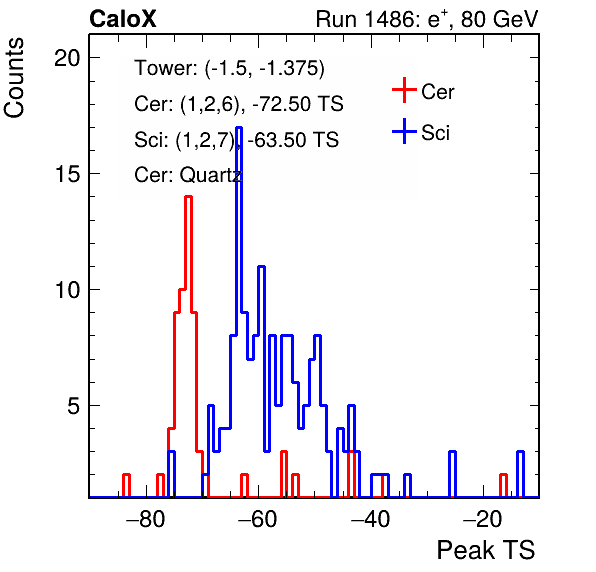 CaloX Run 1486: e⁺, 80 GeV
Counts
Tower: (-1.5, -1.375)
Cer: (1,2,6), -72.50 TS
Sci: (1,2,7), -63.50 TS
Cer: Quartz
Cer
Sci
20
15
10
5
−80 −60 −40 −20
Peak TS